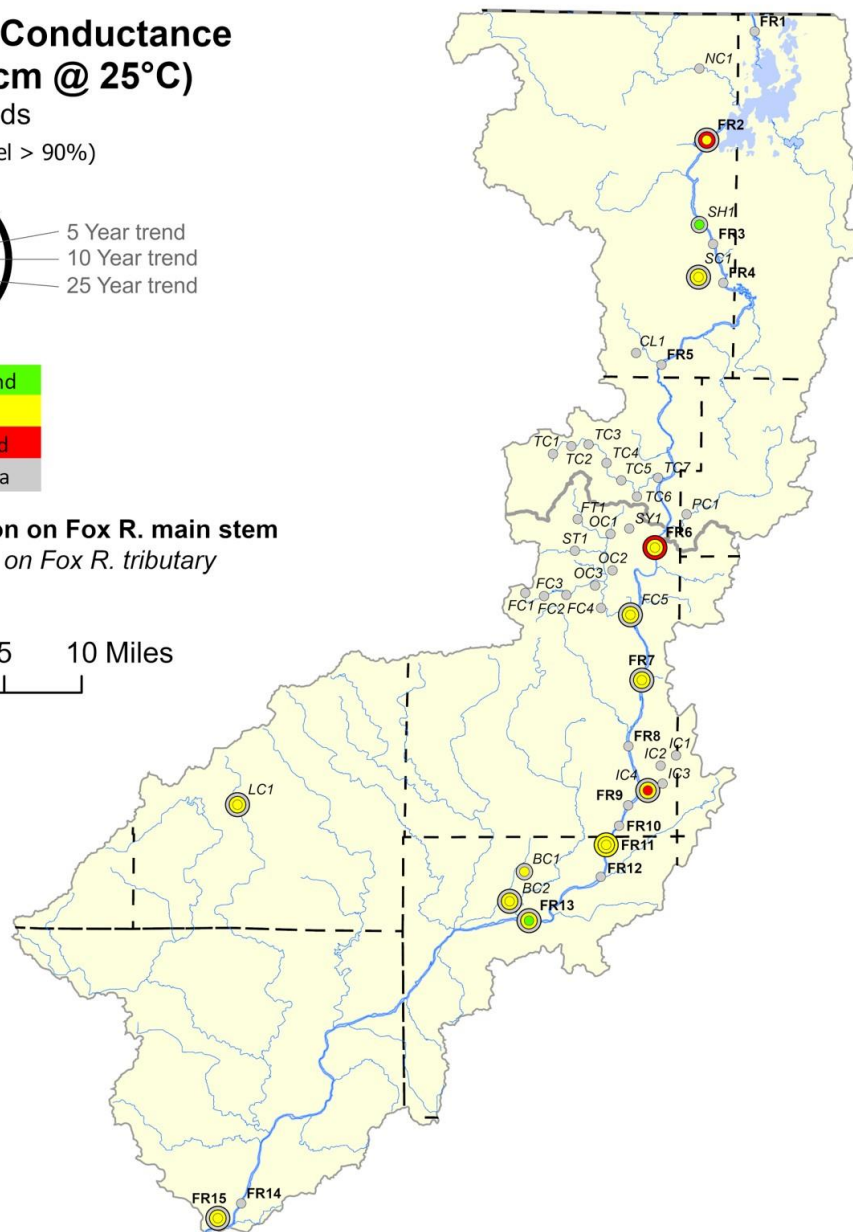 Conductance
cm @ 25°C)
ds
el > 90%)
5 Year trend
10 Year trend
25 Year trend
nd
d
a
on on Fox R. main stem
on Fox R. tributary
5 10 Miles
FR1
NC1
FR2
SH1
FR3
SC1
FR4
CL1
FR5
TC1
TC2
TC3
TC4
TC5
TC7
TC6
PC1
FT1
OC1
SY1
FR6
ST1
OC2
OC3
FC3
FC1
FC2
FC4
FC5
FR7
FR8
IC1
IC2
IC3
IC4
FR9
FR10
FR11
LC1
BC1
FR12
BC2
FR13
FR15
FR14